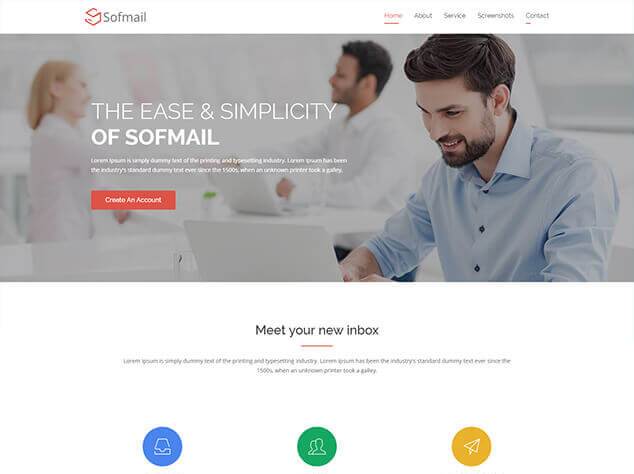 Sofmail
Home About Service Screenshots Contact
THE EASE & SIMPLICITY
OF SOFMAIL
Lorem Ipsum is simply dummy text of the printing and typesetting industry. Lorem Ipsum has been
the industry's standard dummy text ever since the 1500s, when an unknown printer took a galley.
Create An Account
Meet your new inbox
Lorem Ipsum is simply dummy text of the printing and typesetting industry. Lorem Ipsum has been the industry's standard dummy text ever since the
1500s, when an unknown printer took a galley.